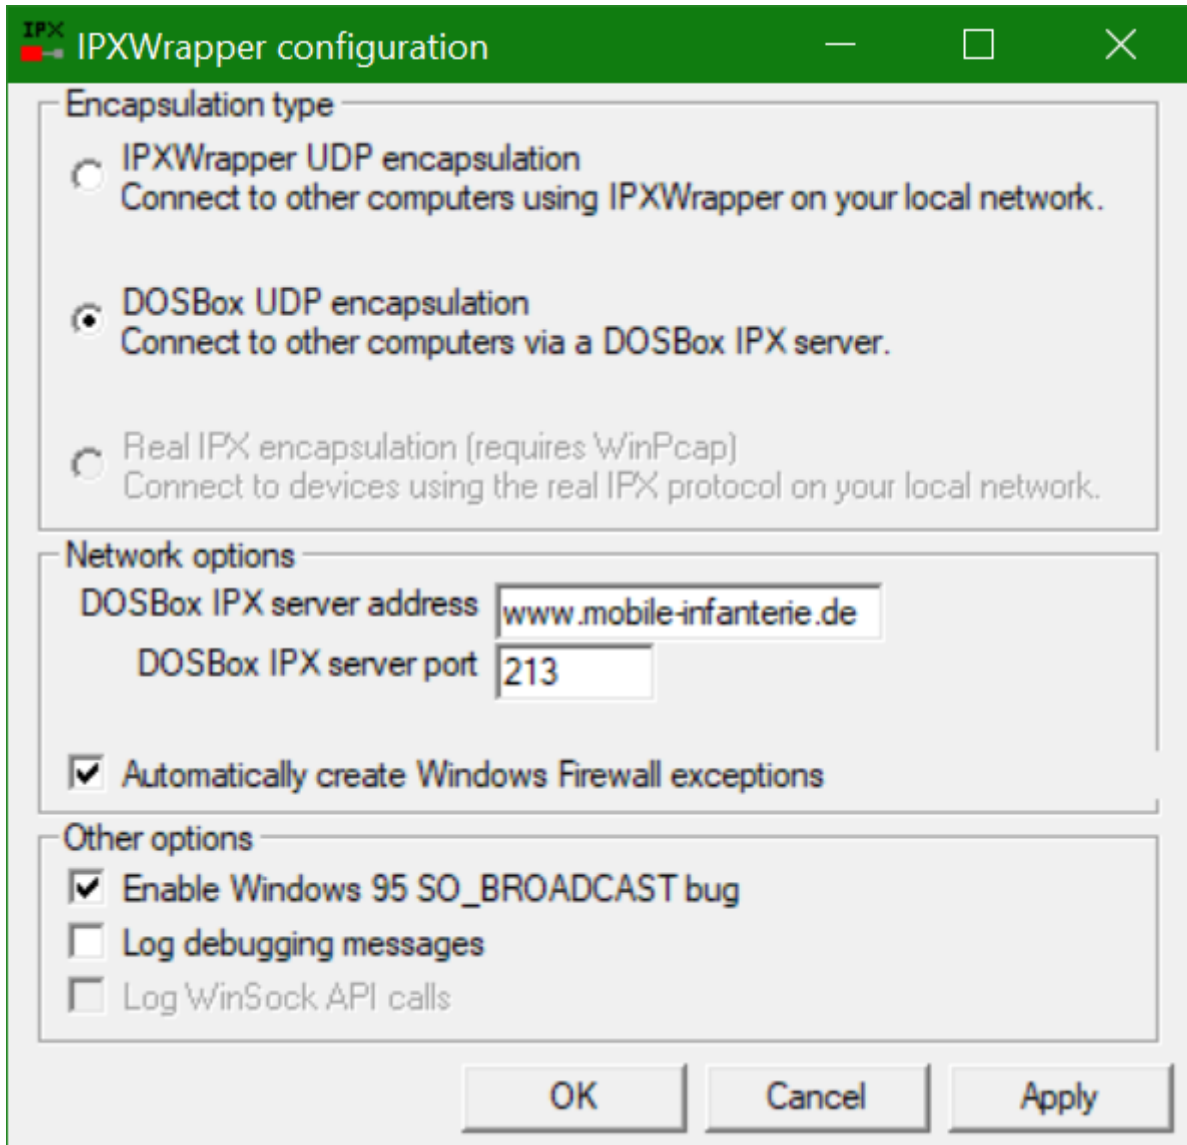 IPX
IPXWrapper configuration
Encapsulation type
IPXWrapper UDP encapsulation
Connect to other computers using IPXWrapper on your local network.
DOSBox UDP encapsulation
Connect to other computers via a DOSBox IPX server.
Real IPX encapsulation (requires WinPcap)
Connect to devices using the real IPX protocol on your local network.
Network options
DOSBox IPX server address www.mobile-infanterie.de
DOSBox IPX server port 213
Automatically create Windows Firewall exceptions
Other options
Enable Windows 95 SO_BROADCAST bug
Log debugging messages
Log WinSock API calls
OK Cancel Apply